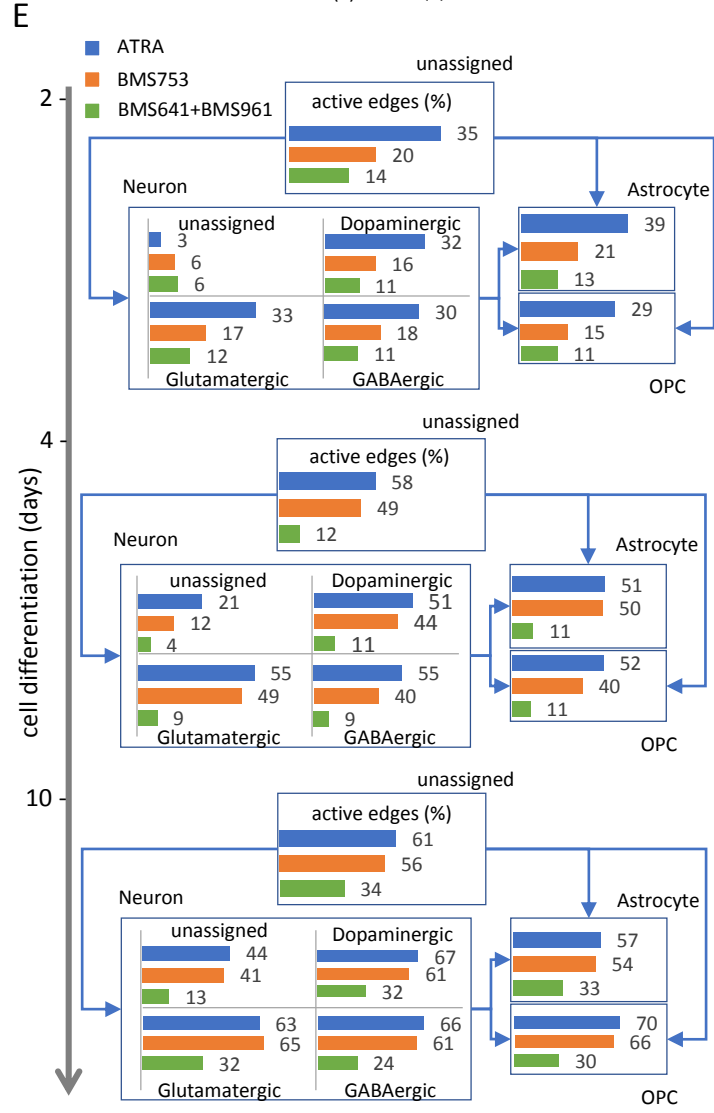 E
ATRA
BMS753
BMS641+BMS961
cell differentiation (days)
2
unassigned
active edges (%)
35
20
14
Neuron
unassigned
3
6
6
Dopaminergic
32
16
11
33
17
12
Glutamatergic
30
18
11
GABAergic
Astrocyte
39
21
13
29
15
11
OPC
4
unassigned
active edges (%)
58
49
12
Neuron
unassigned
21
12
4
Dopaminergic
51
44
11
55
49
9
Glutamatergic
55
40
9
GABAergic
Astrocyte
51
50
11
52
40
11
OPC
10
unassigned
active edges (%)
61
56
34
Neuron
unassigned
44
41
13
Dopaminergic
67
61
32
63
65
32
Glutamatergic
66
61
24
GABAergic
Astrocyte
57
54
33
70
66
30
OPC